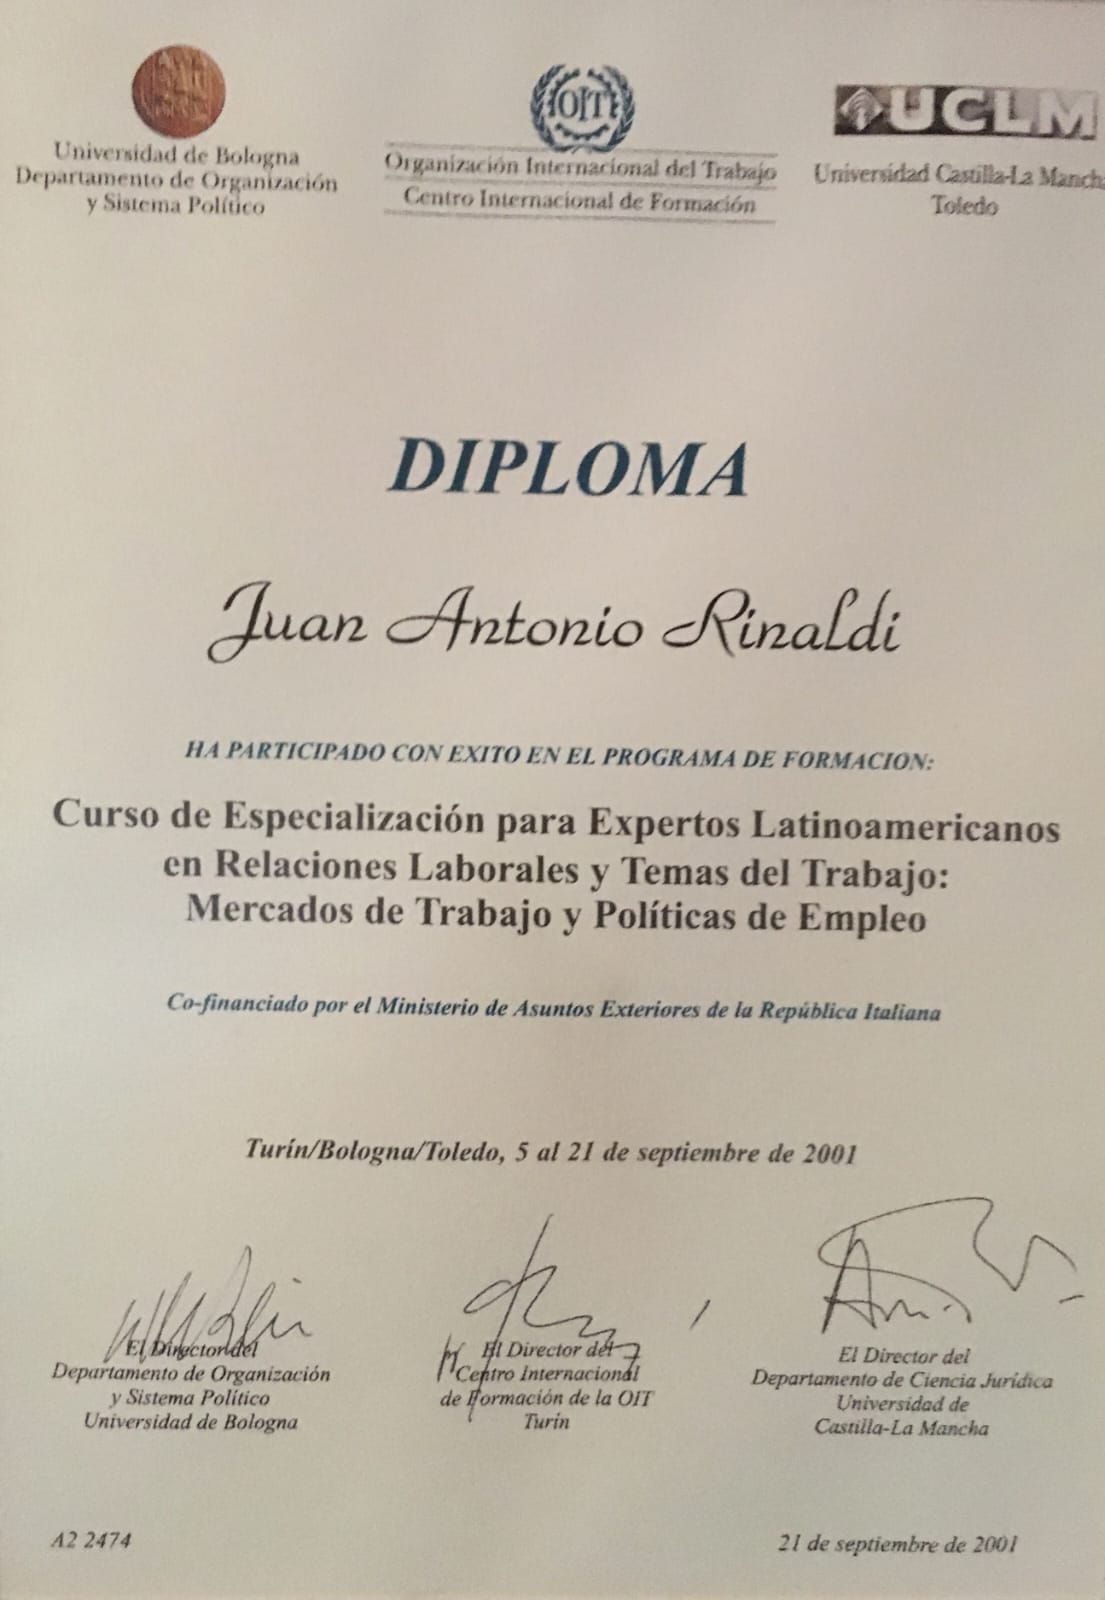 Universidad de Bologna
Departamento de Organización
y Sistema Político
OIT
Organización Internacional del Trabajo
Centro Internacional de Formación
UCLM
Universidad Castilla-La Mancha
Toledo
DIPLOMA
Juan Antonio Rinaldi
HA PARTICIPADO CON EXITO EN EL PROGRAMA DE FORMACION:
Curso de Especialización para Expertos Latinoamericanos
en Relaciones Laborales y Temas del Trabajo:
Mercados de Trabajo y Políticas de Empleo
Co-financiado por el Ministerio de Asuntos Exteriores de la República Italiana
Turín/Bologna/Toledo, 5 al 21 de septiembre de 2001
El Director del
Departamento de Organización
y Sistema Político
Universidad de Bologna
El Director del
Centro Internacional
de Formación de la OIT
Turín
El Director del
Departamento de Ciencia Jurídica
Universidad de
Castilla-La Mancha
A2 2474
21 de septiembre de 2001